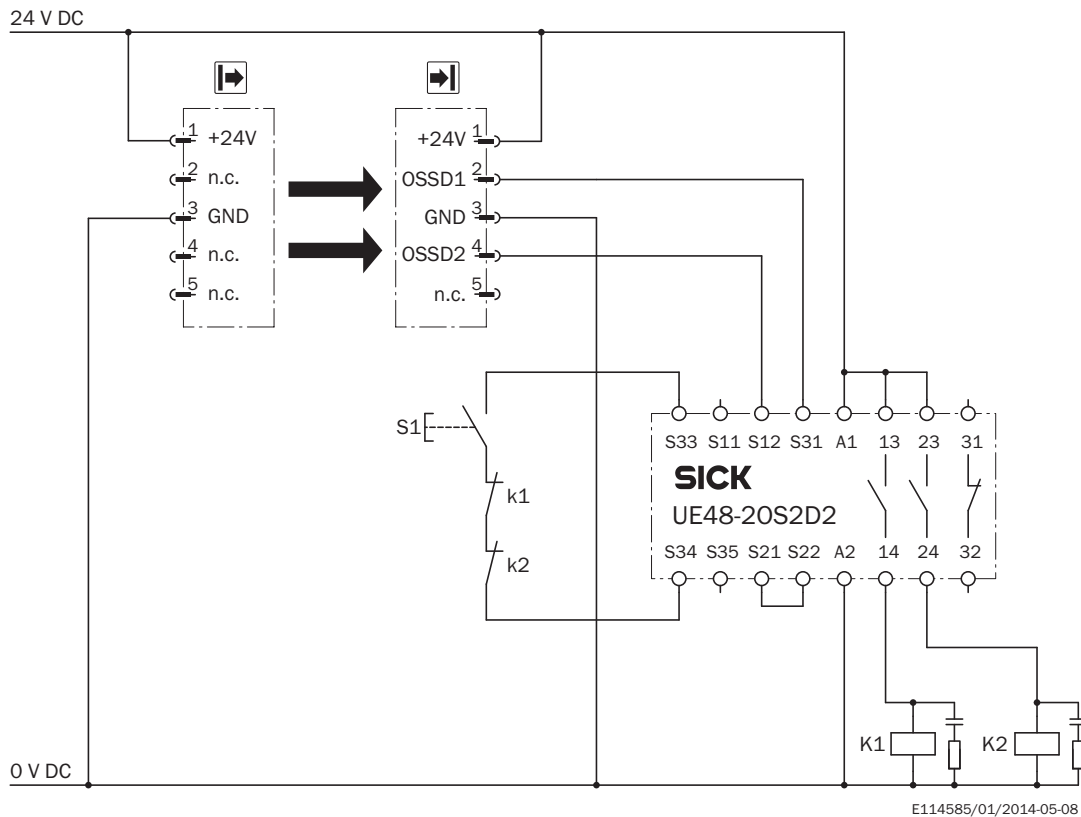 24 V DC
1 +24V
2 n.c.
3 GND
4 n.c.
5 n.c.
+24V 1
OSSD1 2
GND 3
OSSD2 4
n.c. 5
S1
k1
k2
S33 S11 S12 S31 A1 13 23 31
SICK
UE48-20S2D2
S34 S35 S21 S22 A2 14 24 32
K1
K2
0 V DC
E114585/01/2014-05-08